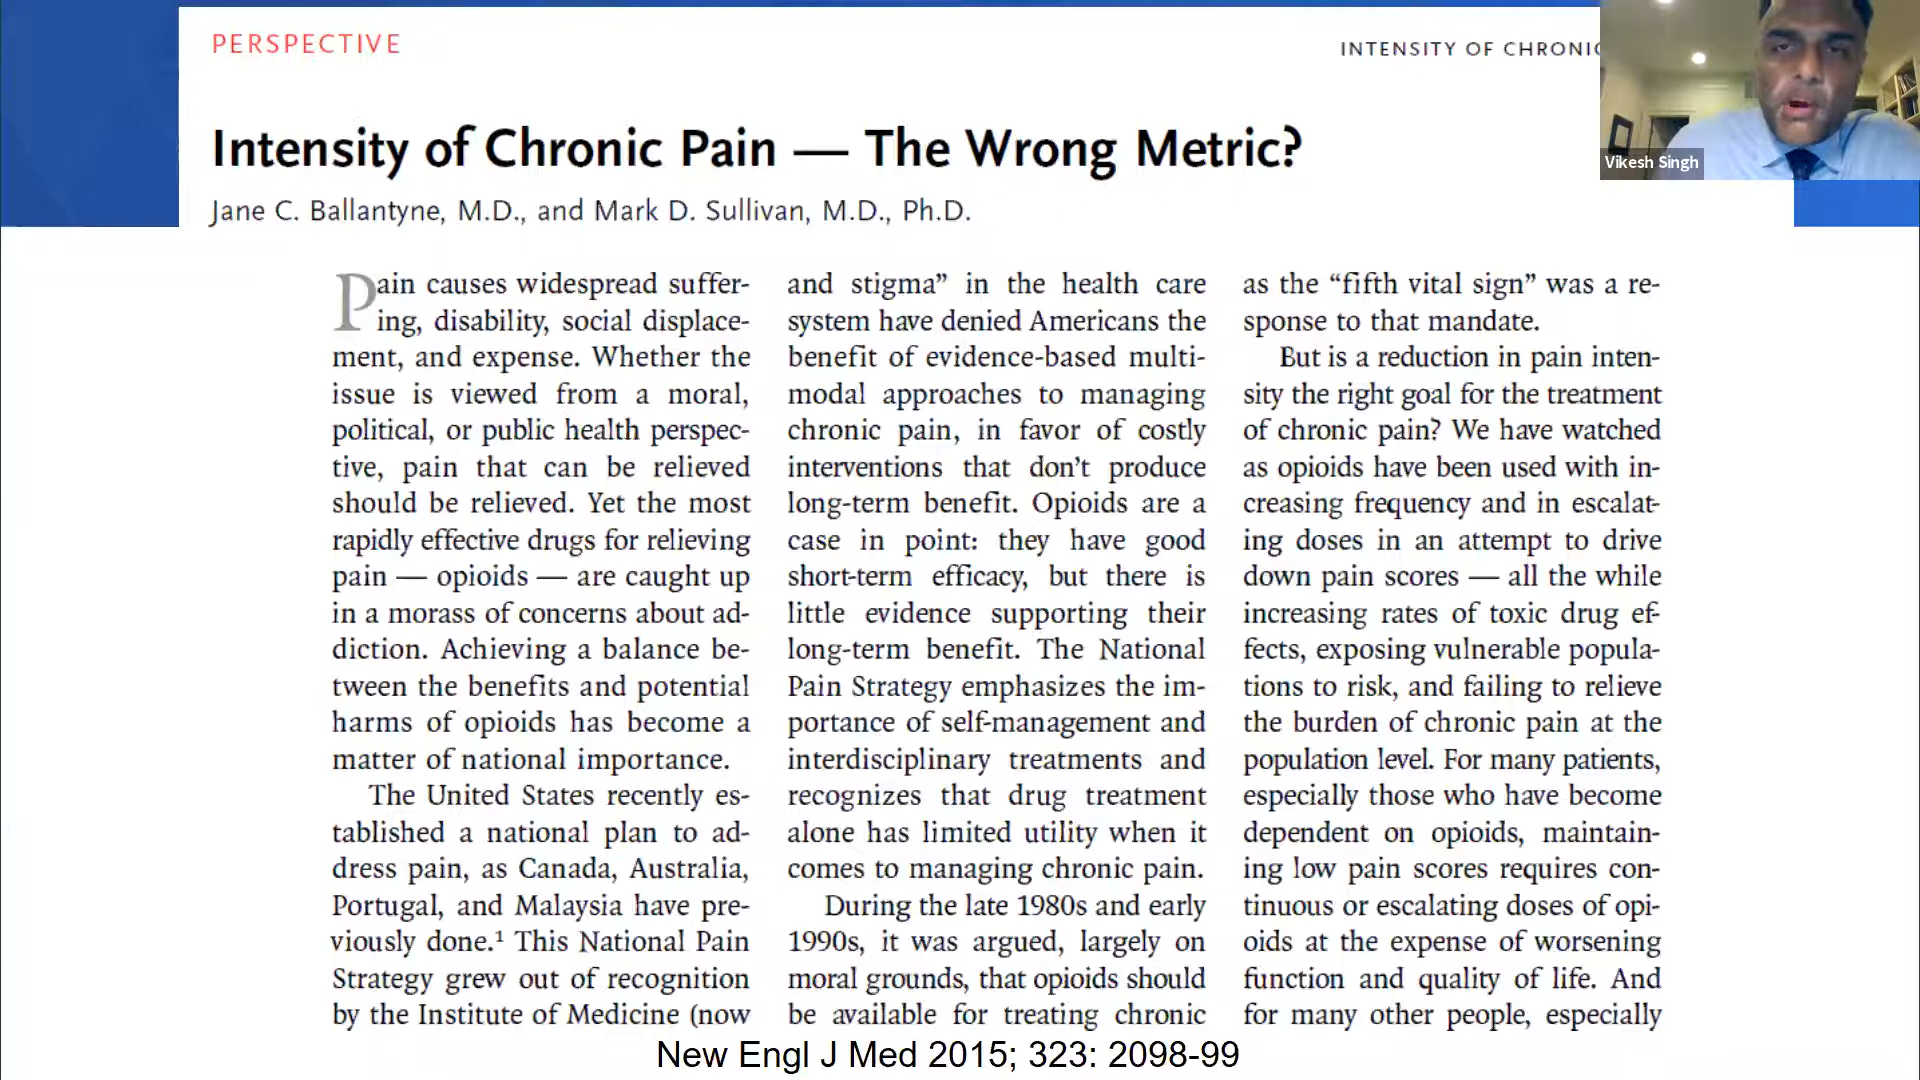 PERSPECTIVE
INTENSITY OF CHRONIC
Vikesh Singh
Intensity of Chronic Pain — The Wrong Metric?
Jane C. Ballantyne, M.D., and Mark D. Sullivan, M.D., Ph.D.
Pain causes widespread suffer-
ing, disability, social displace-
ment, and expense. Whether the
issue is viewed from a moral,
political, or public health perspec-
tive, pain that can be relieved
should be relieved. Yet the most
rapidly effective drugs for relieving
pain — opioids — are caught up
in a morass of concerns about ad-
diction. Achieving a balance be-
tween the benefits and potential
harms of opioids has become a
matter of national importance.
The United States recently es-
tablished a national plan to ad-
dress pain, as Canada, Australia,
Portugal, and Malaysia have pre-
viously done.¹ This National Pain
Strategy grew out of recognition
by the Institute of Medicine (now
and stigma” in the health care
system have denied Americans the
benefit of evidence-based multi-
modal approaches to managing
chronic pain, in favor of costly
interventions that don’t produce
long-term benefit. Opioids are a
case in point: they have good
short-term efficacy, but there is
little evidence supporting their
long-term benefit. The National
Pain Strategy emphasizes the im-
portance of self-management and
interdisciplinary treatments and
recognizes that drug treatment
alone has limited utility when it
comes to managing chronic pain.
During the late 1980s and early
1990s, it was argued, largely on
moral grounds, that opioids should
be available for treating chronic
as the “fifth vital sign” was a re-
sponse to that mandate.
But is a reduction in pain inten-
sity the right goal for the treatment
of chronic pain? We have watched
as opioids have been used with in-
creasing frequency and in escalat-
ing doses in an attempt to drive
down pain scores — all the while
increasing rates of toxic drug ef-
fects, exposing vulnerable popula-
tions to risk, and failing to relieve
the burden of chronic pain at the
population level. For many patients,
especially those who have become
dependent on opioids, maintain-
ing low pain scores requires con-
tinuous or escalating doses of opi-
oids at the expense of worsening
function and quality of life. And
for many other people, especially
New Engl J Med 2015; 323: 2098-99